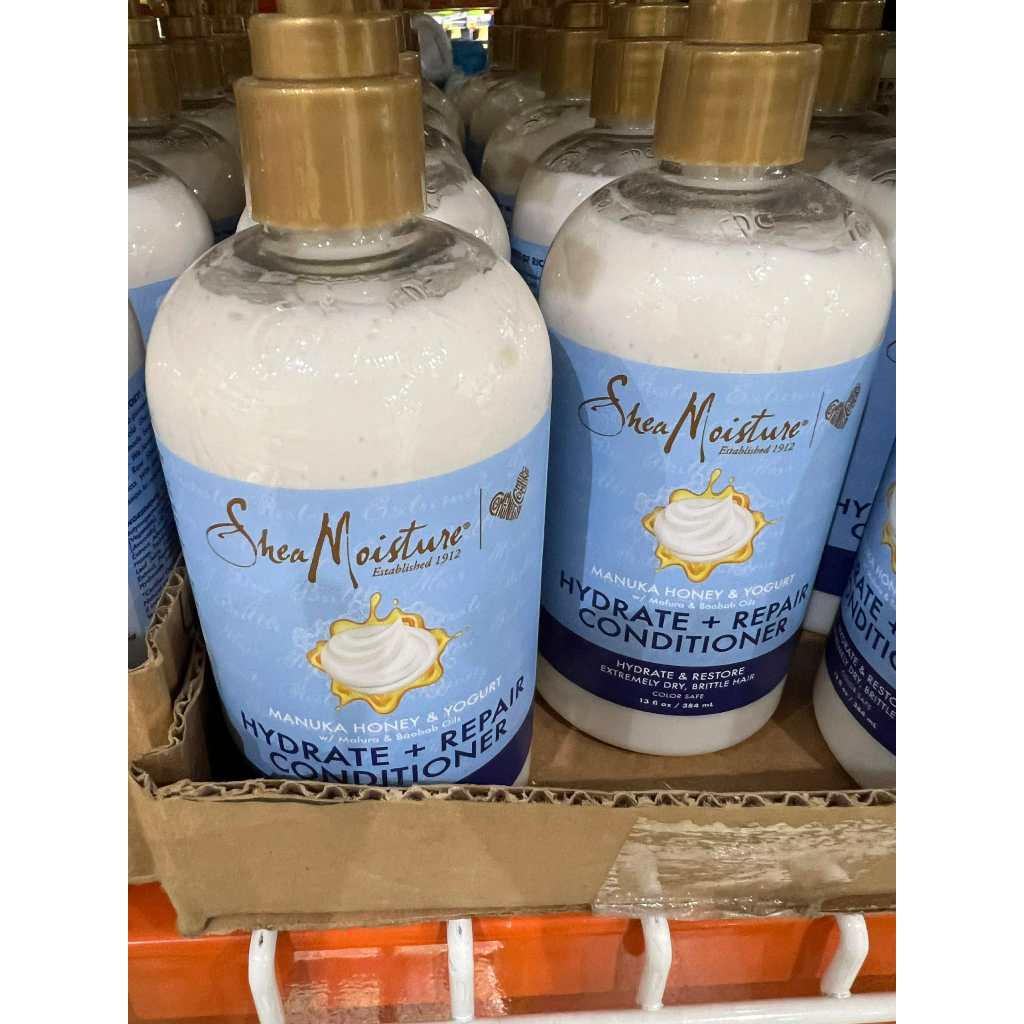 SheaMoisture®
Established 1912
MANUKA HONEY & YOGURT
w/ Mafura & Baobab Oils
HYDRATE + REPAIR
CONDITIONER
SheaMoisture®
Established 1912
MANUKA HONEY & YOGURT
w/ Mafura & Baobab Oils
HYDRATE + REPAIR
CONDITIONER
HYDRATE & RESTORE
EXTREMELY DRY, BRITTLE HAIR
COLOR SAFE
13 fl oz / 384 mL